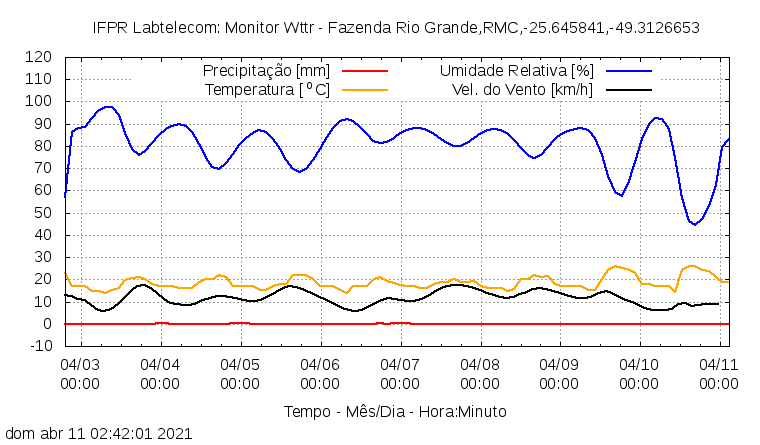 IFPR Labtelecom: Monitor Wttr - Fazenda Rio Grande,RMC,-25.645841,-49.3126653
Precipitação [mm]
Temperatura [⁰C]
Umidade Relativa [%]
Vel. do Vento [km/h]
120
110
100
90
80
70
60
50
40
30
20
10
0
-10
04/03 04/04 04/05 04/06 04/07 04/08 04/09 04/10 04/11
00:00 00:00 00:00 00:00 00:00 00:00 00:00 00:00 00:00
Tempo - Mês/Dia - Hora:Minuto
dom abr 11 02:42:01 2021